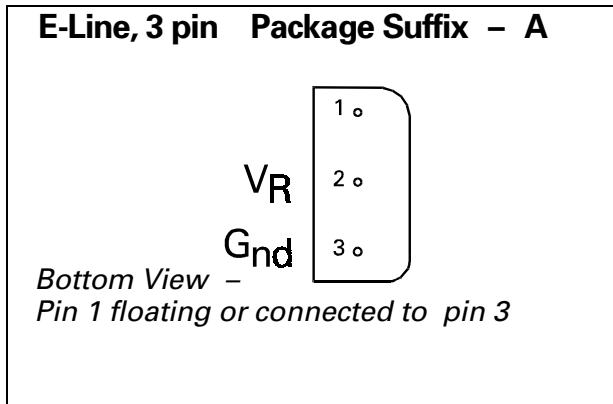 E-Line, 3 pin Package Suffix – A
1
VR 2
Gnd 3
Bottom View –
Pin 1 floating or connected to pin 3